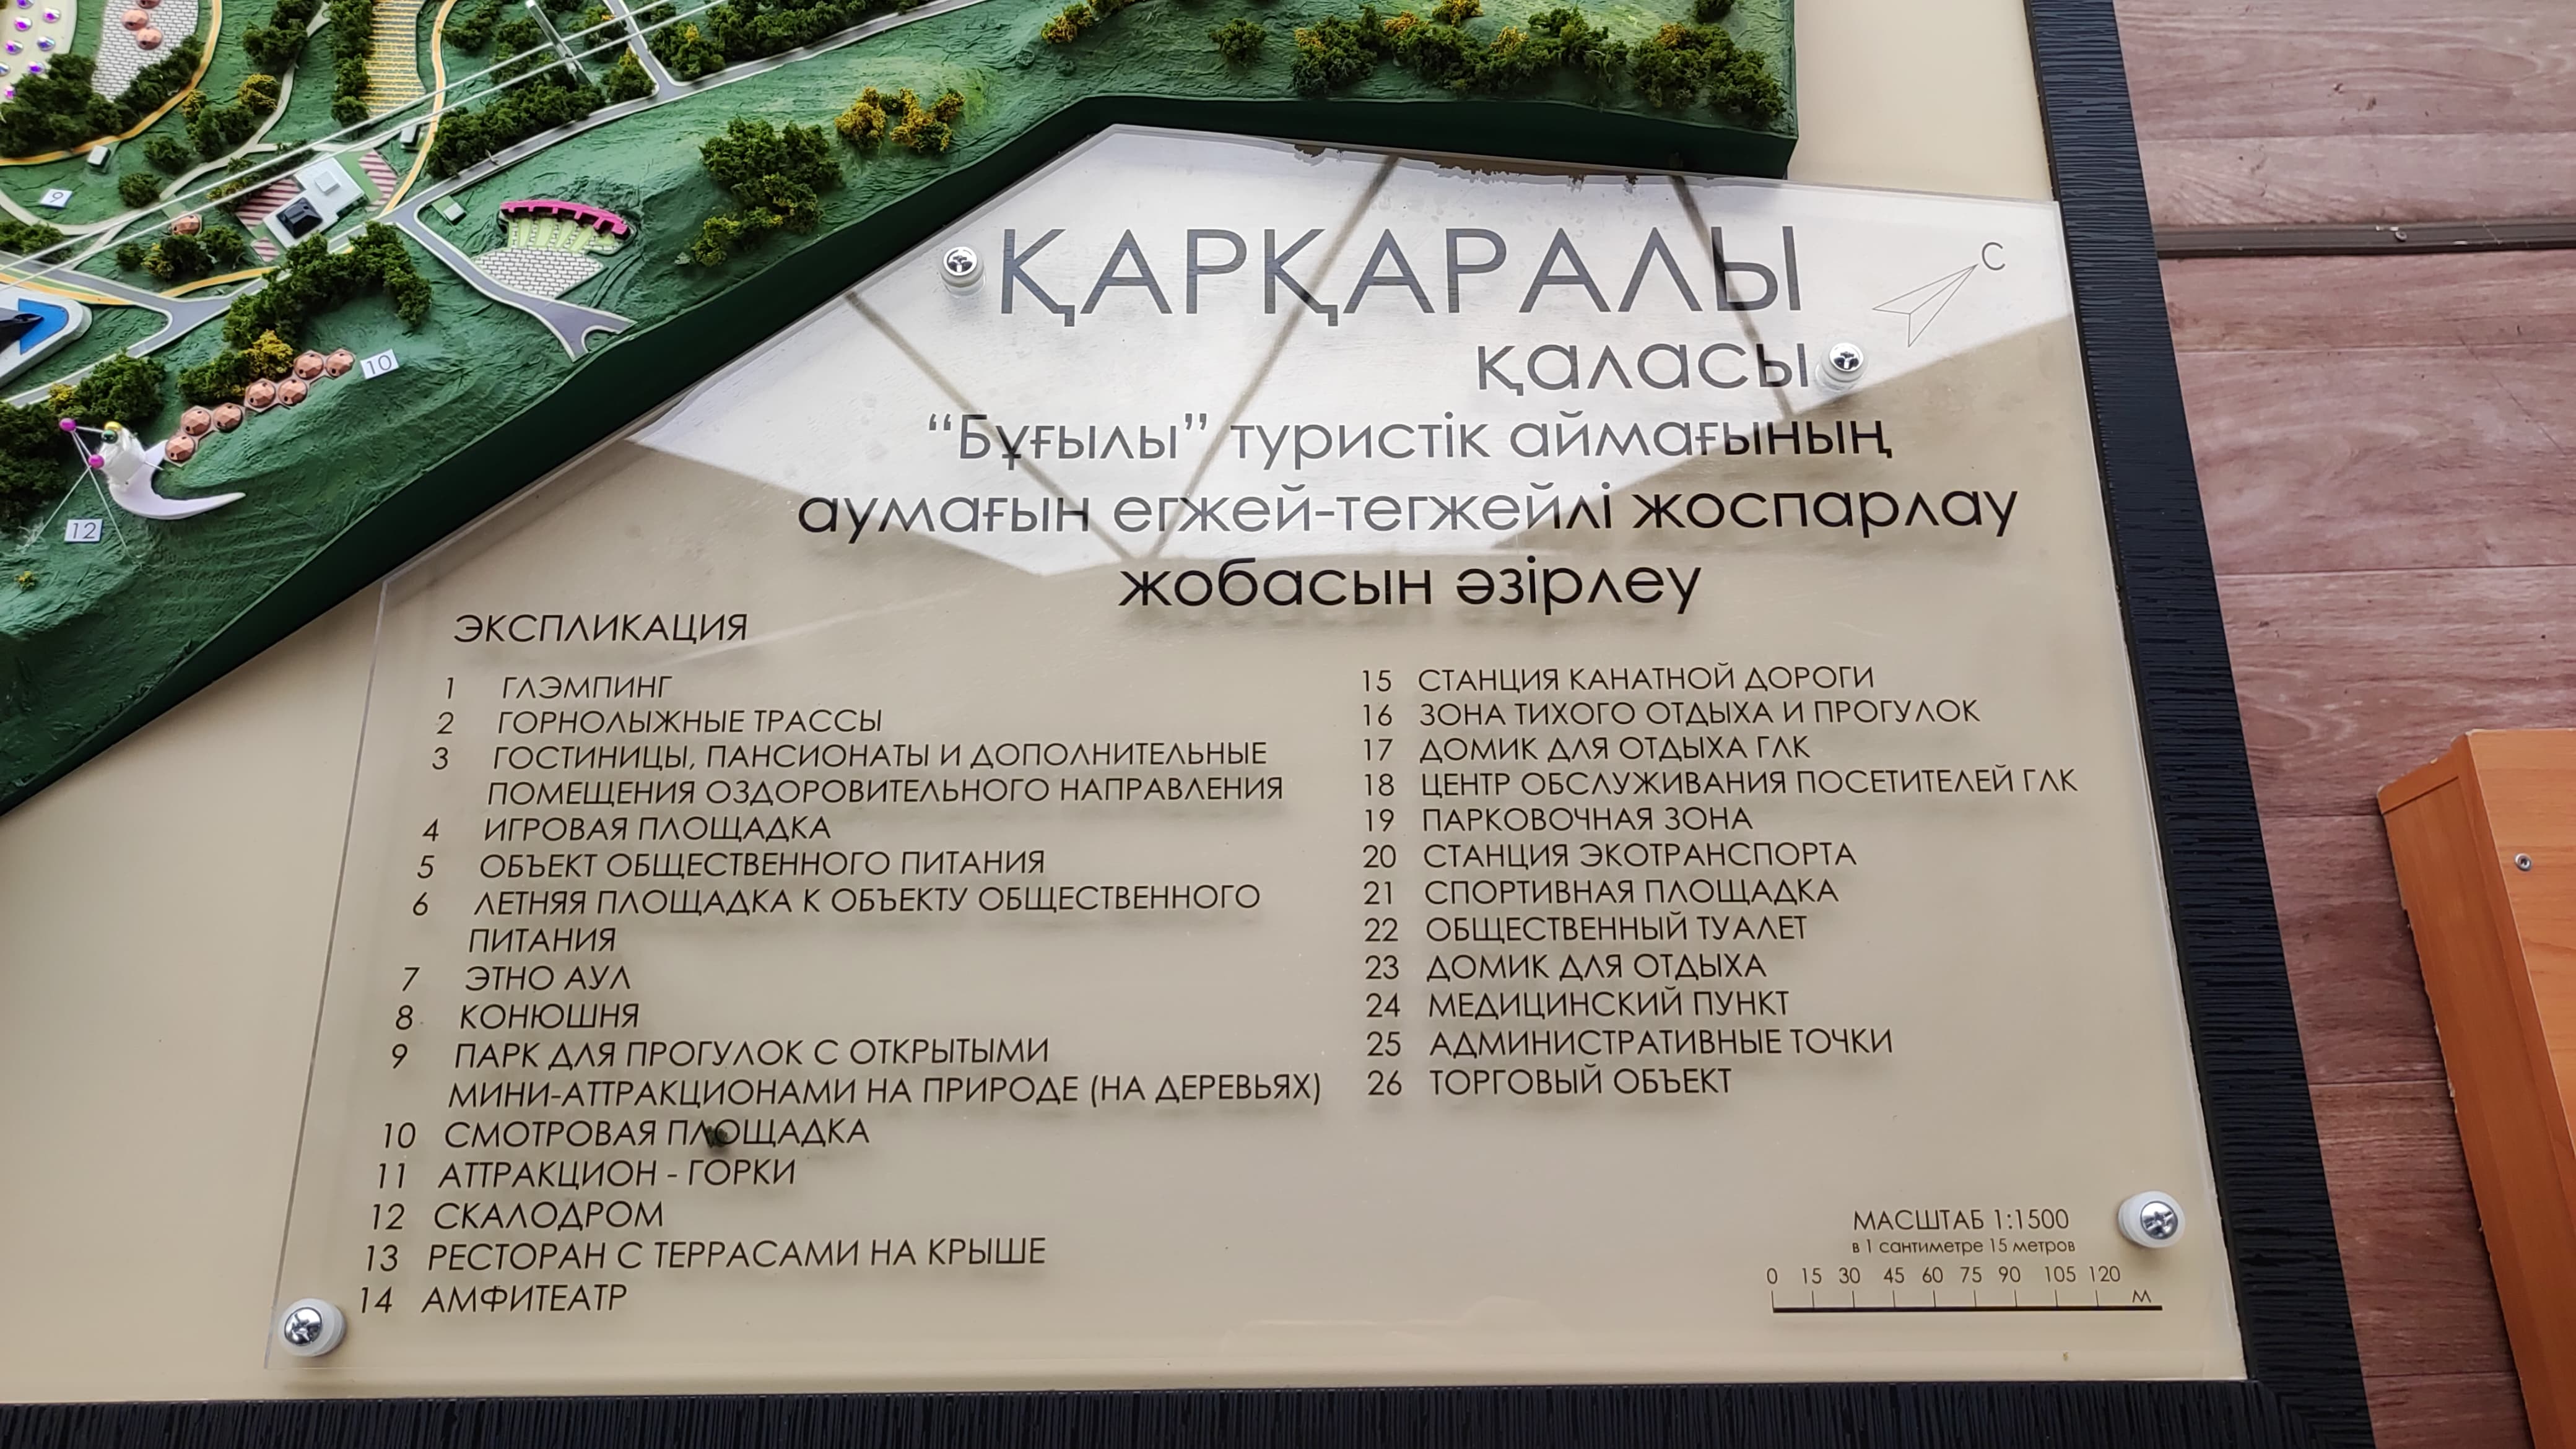 9
10
12
ҚАРҚАРАЛЫ
С
қаласы
“Бұғылы” туристік аймағының
аумағын егжей-тегжейлі жоспарлау
жобасын әзірлеу
ЭКСПЛИКАЦИЯ
1 ГЛЭМПИНГ
2 ГОРНОЛЫЖНЫЕ ТРАССЫ
3 ГОСТИНИЦЫ, ПАНСИОНАТЫ И ДОПОЛНИТЕЛЬНЫЕ
ПОМЕЩЕНИЯ ОЗДОРОВИТЕЛЬНОГО НАПРАВЛЕНИЯ
4 ИГРОВАЯ ПЛОЩАДКА
5 ОБЪЕКТ ОБЩЕСТВЕННОГО ПИТАНИЯ
6 ЛЕТНЯЯ ПЛОЩАДКА К ОБЪЕКТУ ОБЩЕСТВЕННОГО
ПИТАНИЯ
7 ЭТНО АУЛ
8 КОНЮШНЯ
9 ПАРК ДЛЯ ПРОГУЛОК С ОТКРЫТЫМИ
МИНИ-АТТРАКЦИОНАМИ НА ПРИРОДЕ (НА ДЕРЕВЬЯХ)
10 СМОТРОВАЯ ПЛОЩАДКА
11 АТТРАКЦИОН - ГОРКИ
12 СКАЛОДРОМ
13 РЕСТОРАН С ТЕРРАСАМИ НА КРЫШЕ
14 АМФИТЕАТР
15 СТАНЦИЯ КАНАТНОЙ ДОРОГИ
16 ЗОНА ТИХОГО ОТДЫХА И ПРОГУЛОК
17 ДОМИК ДЛЯ ОТДЫХА ГЛК
18 ЦЕНТР ОБСЛУЖИВАНИЯ ПОСЕТИТЕЛЕЙ ГЛК
19 ПАРКОВОЧНАЯ ЗОНА
20 СТАНЦИЯ ЭКОТРАНСПОРТА
21 СПОРТИВНАЯ ПЛОЩАДКА
22 ОБЩЕСТВЕННЫЙ ТУАЛЕТ
23 ДОМИК ДЛЯ ОТДЫХА
24 МЕДИЦИНСКИЙ ПУНКТ
25 АДМИНИСТРАТИВНЫЕ ТОЧКИ
26 ТОРГОВЫЙ ОБЪЕКТ
МАСШТАБ 1:1500
в 1 сантиметре 15 метров
0 15 30 45 60 75 90 105 120
м